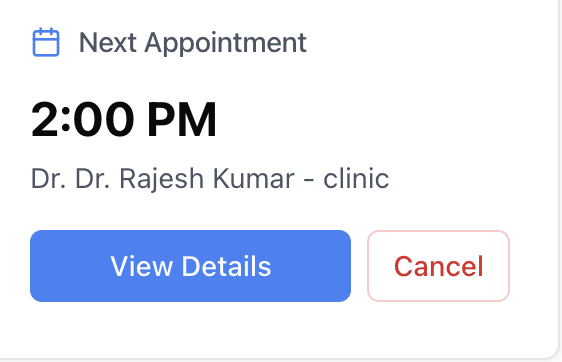 Next Appointment
2:00 PM
Dr. Dr. Rajesh Kumar - clinic
View Details
Cancel